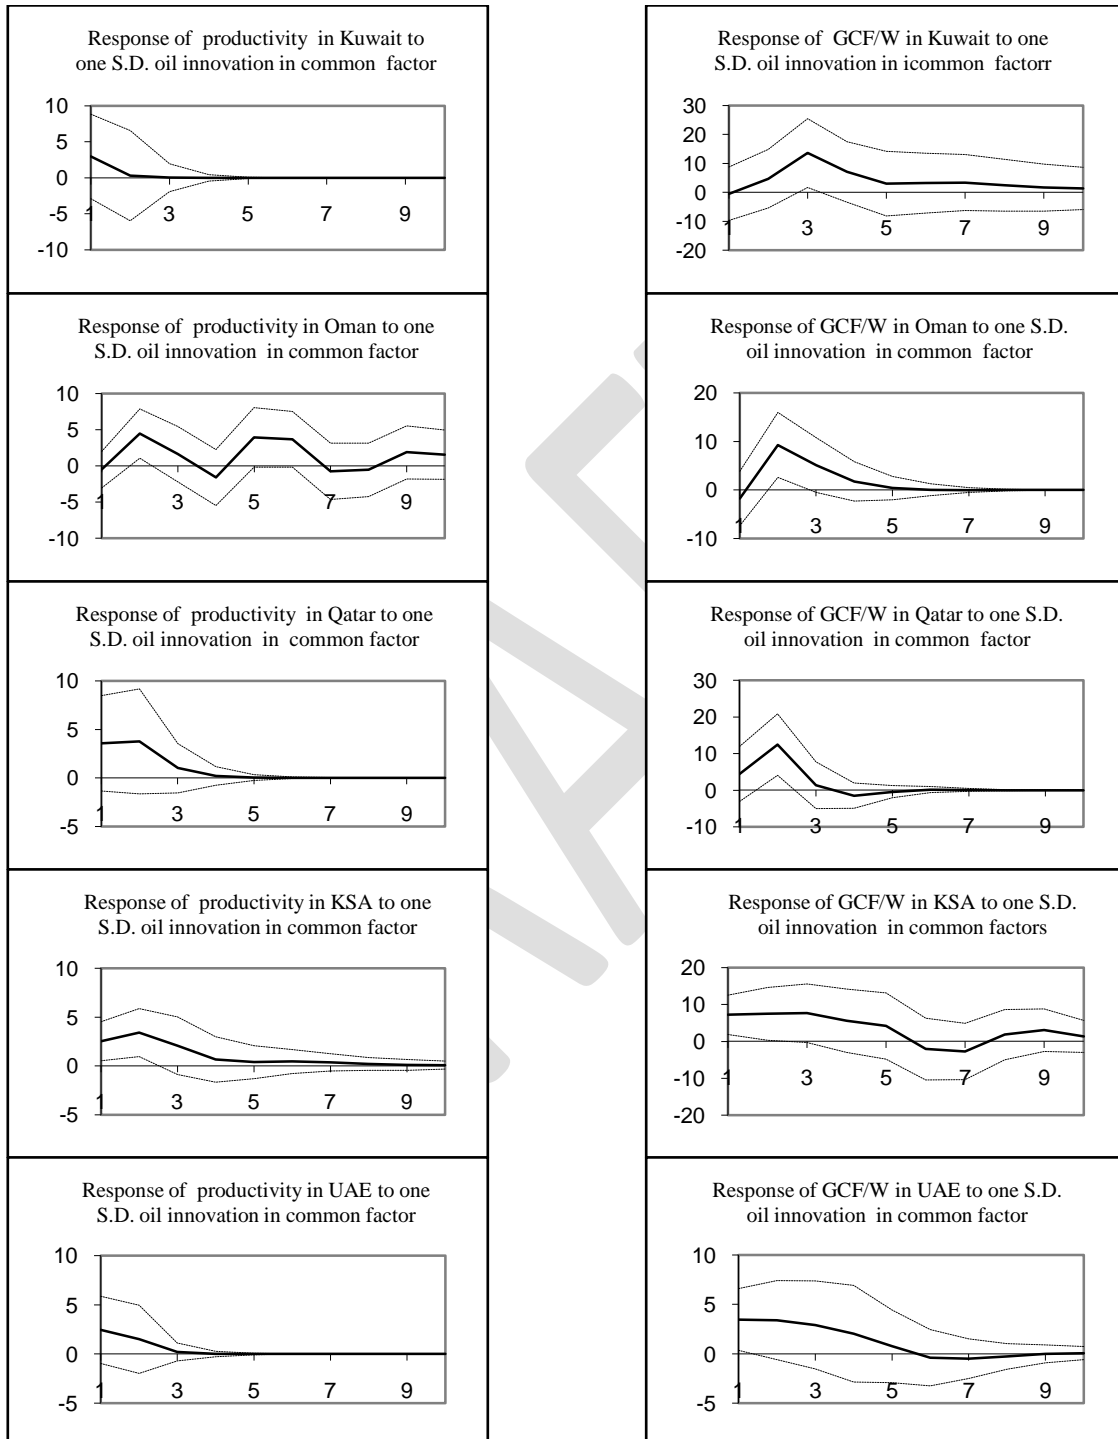 Response of productivity in Kuwait to
one S.D. oil innovation in common factor
10
5
0
-5
-10
1 3 5 7 9
Response of GCF/W in Kuwait to one
S.D. oil innovation in icommon factorr
30
20
10
0
-10
-20
1 3 5 7 9
Response of productivity in Oman to one
S.D. oil innovation in common factor
10
5
0
-5
-10
1 3 5 7 9
Response of GCF/W in Oman to one S.D.
oil innovation in common factor
20
10
0
-10
1 3 5 7 9
Response of productivity in Qatar to one
S.D. oil innovation in common factor
10
5
0
-5
1 3 5 7 9
Response of GCF/W in Qatar to one S.D.
oil innovation in common factor
30
20
10
0
-10
1 3 5 7 9
Response of productivity in KSA to one
S.D. oil innovation in common factor
10
5
0
-5
1 3 5 7 9
Response of GCF/W in KSA to one S.D.
oil innovation in common factors
20
10
0
-10
-20
1 3 5 7 9
Response of productivity in UAE to one
S.D. oil innovation in common factor
10
5
0
-5
1 3 5 7 9
Response of GCF/W in UAE to one S.D.
oil innovation in common factor
10
5
0
-5
1 3 5 7 9